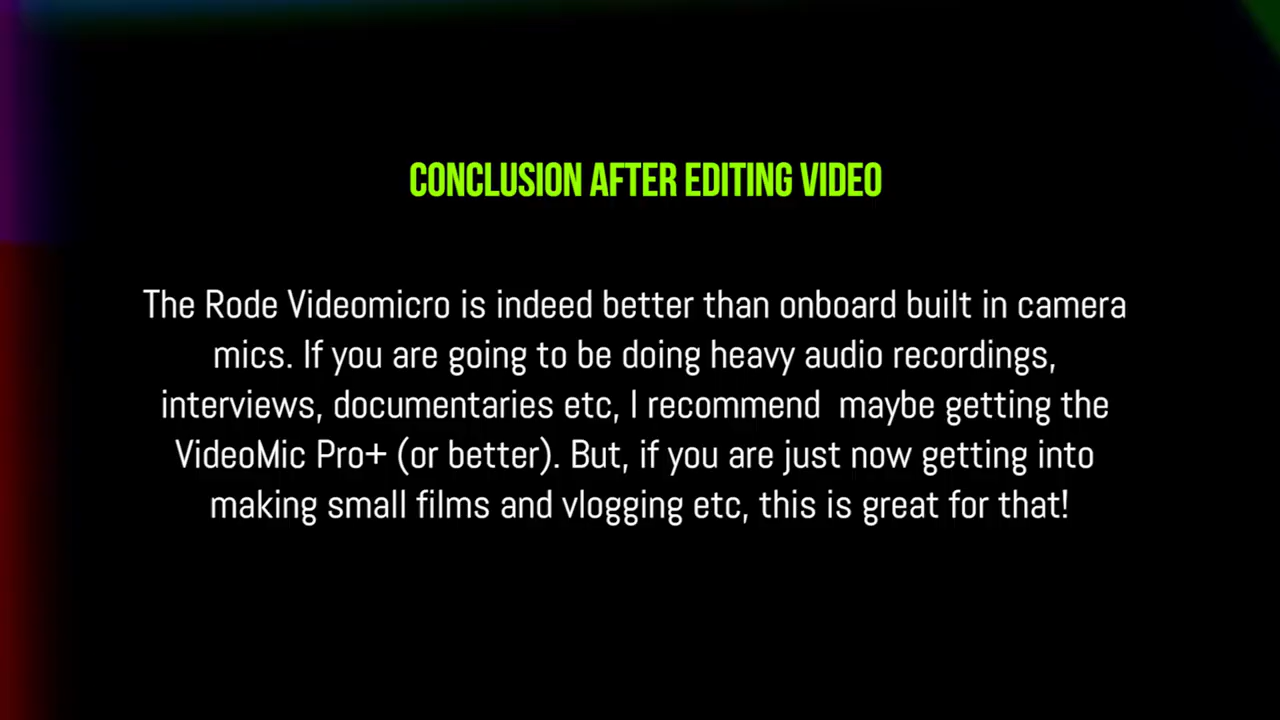 CONCLUSION AFTER EDITING VIDEO
The Rode Videomicro is indeed better than onboard built in camera
mics. If you are going to be doing heavy audio recordings,
interviews, documentaries etc, I recommend  maybe getting the
VideoMic Pro+ (or better). But, if you are just now getting into
making small films and vlogging etc, this is great for that!